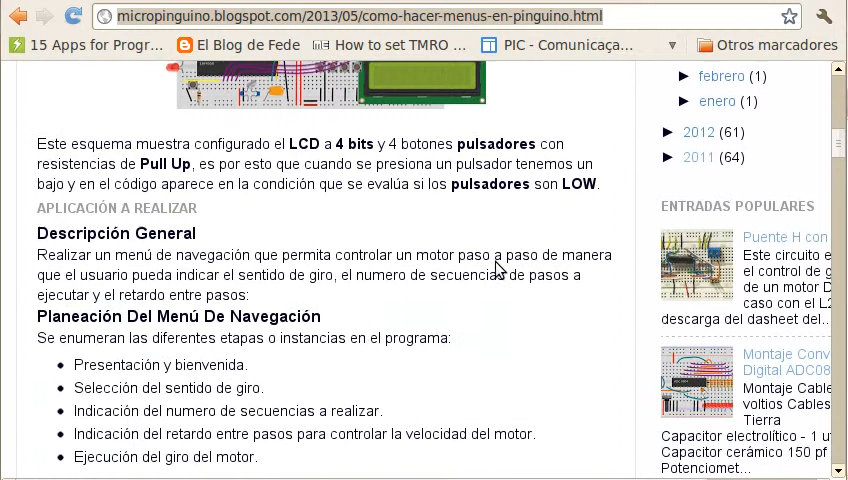 micropinguino.blogspot.com/2013/05/como-hacer-menus-en-pinguino.html
15 Apps for Progr... El Blog de Fede How to set TMRO ... PIC - Comunicaça... Otros marcadores
febrero (1)
enero (1)
2012 (61)
2011 (64)
Este esquema muestra configurado el LCD a 4 bits y 4 botones pulsadores con
resistencias de Pull Up, es por esto que cuando se presiona un pulsador tenemos un
bajo y en el código aparece en la condición que se evalúa si los pulsadores son LOW.
APLICACIÓN A REALIZAR
Descripción General
Realizar un menú de navegación que permita controlar un motor paso a paso de manera
que el usuario pueda indicar el sentido de giro, el numero de secuencias de pasos a
ejecutar y el retardo entre pasos:
Planeación Del Menú De Navegación
Se enumeran las diferentes etapas o instancias en el programa:
Presentación y bienvenida.
Selección del sentido de giro.
Indicación del numero de secuencias a realizar.
Indicación del retardo entre pasos para controlar la velocidad del motor.
Ejecución del giro del motor.
ENTRADAS POPULARES
Puente H con
Este circuito e
el control de g
de un motor D
caso con el L2
descarga del dasheet del...
Montaje Conv
Digital ADC08
Montaje Cable
voltios Cables
Tierra
Capacitor electrolítico - 1 u
Capacitor cerámico 150 pf
Potenciomet...